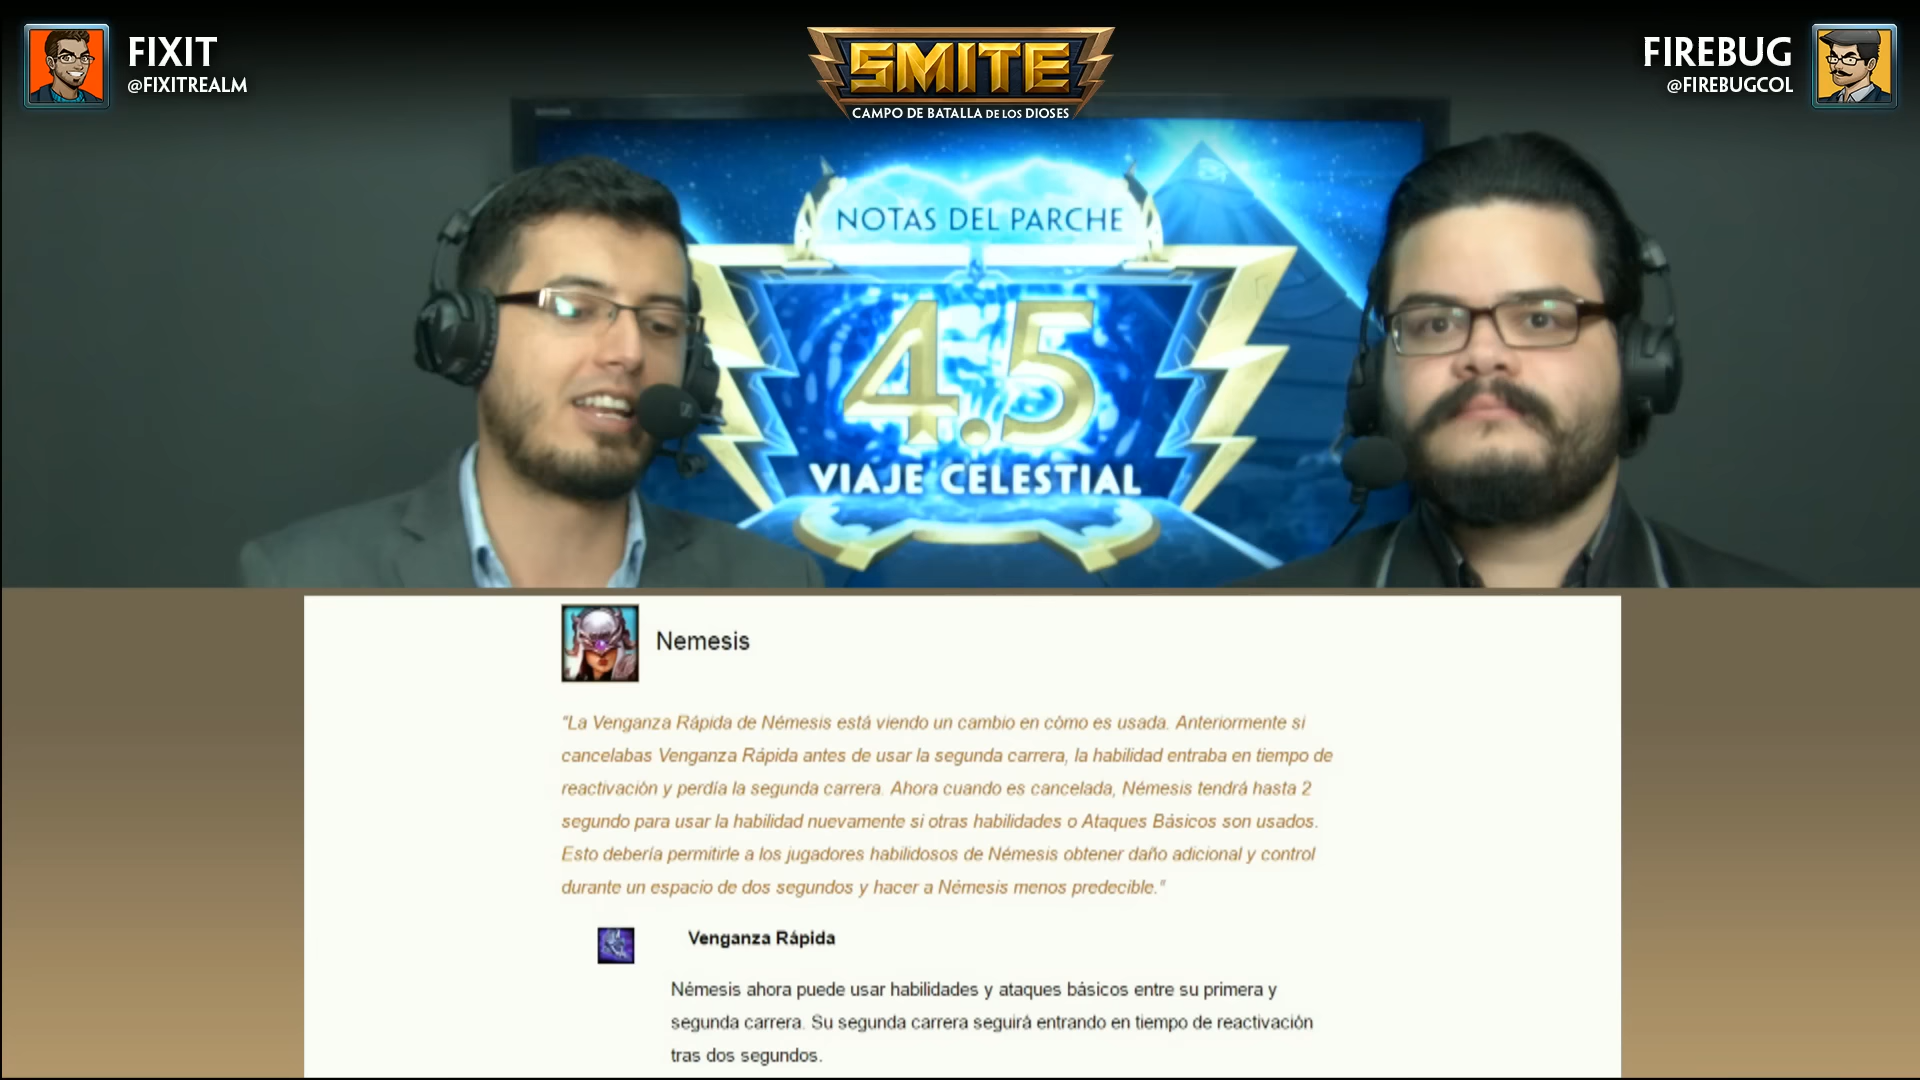 FIXIT
@FIXITREALM
SMITE
CAMPO DE BATALLA DE LOS DIOSES
FIREBUG
@FIREBUGCOL
NOTAS DEL PARCHE
4.5
VIAJE CELESTIAL
Nemesis
"La Venganza Rápida de Némesis está viendo un cambio en cómo es usada. Anteriormente si
cancelabas Venganza Rápida antes de usar la segunda carrera, la habilidad entraba en tiempo de
reactivación y perdía la segunda carrera. Ahora cuando es cancelada, Némesis tendrá hasta 2
segundo para usar la habilidad nuevamente si otras habilidades o Ataques Básicos son usados.
Esto debería permitirle a los jugadores habilidosos de Némesis obtener daño adicional y control
durante un espacio de dos segundos y hacer a Némesis menos predecible."
Venganza Rápida
Némesis ahora puede usar habilidades y ataques básicos entre su primera y
segunda carrera. Su segunda carrera seguirá entrando en tiempo de reactivación
tras dos segundos.